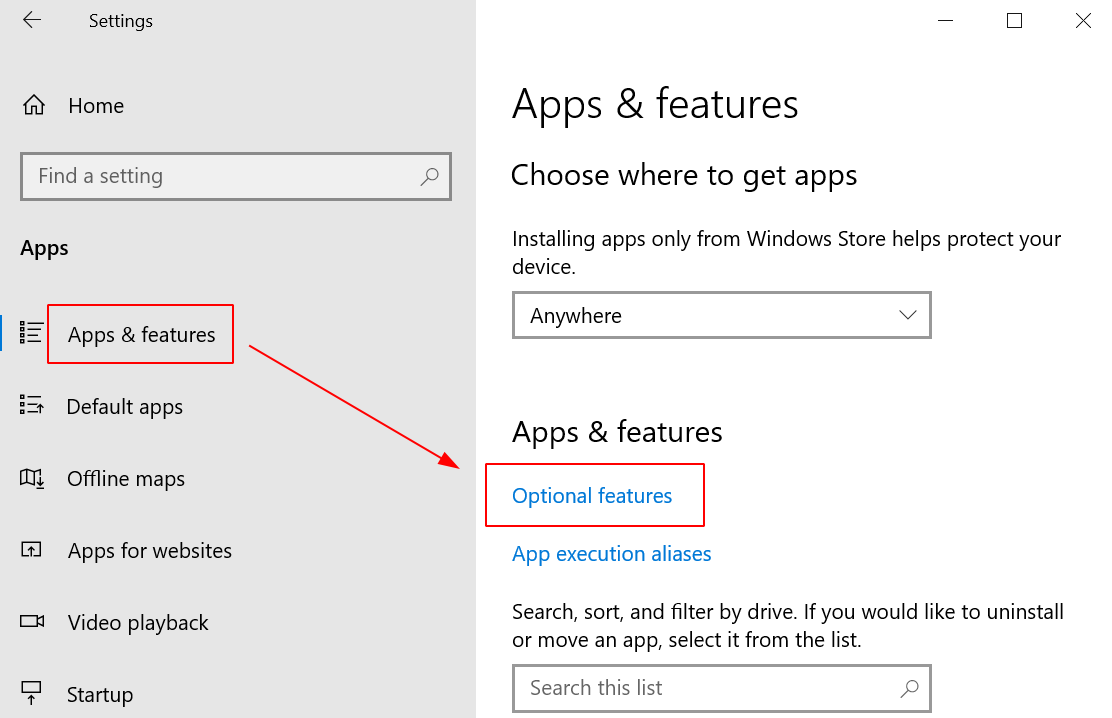 Settings
Home
Find a setting
Apps
Apps & features
Default apps
Offline maps
Apps for websites
Video playback
Startup
Apps & features
Choose where to get apps
Installing apps only from Windows Store helps protect your
device.
Anywhere
Apps & features
Optional features
App execution aliases
Search, sort, and filter by drive. If you would like to uninstall
or move an app, select it from the list.
Search this list